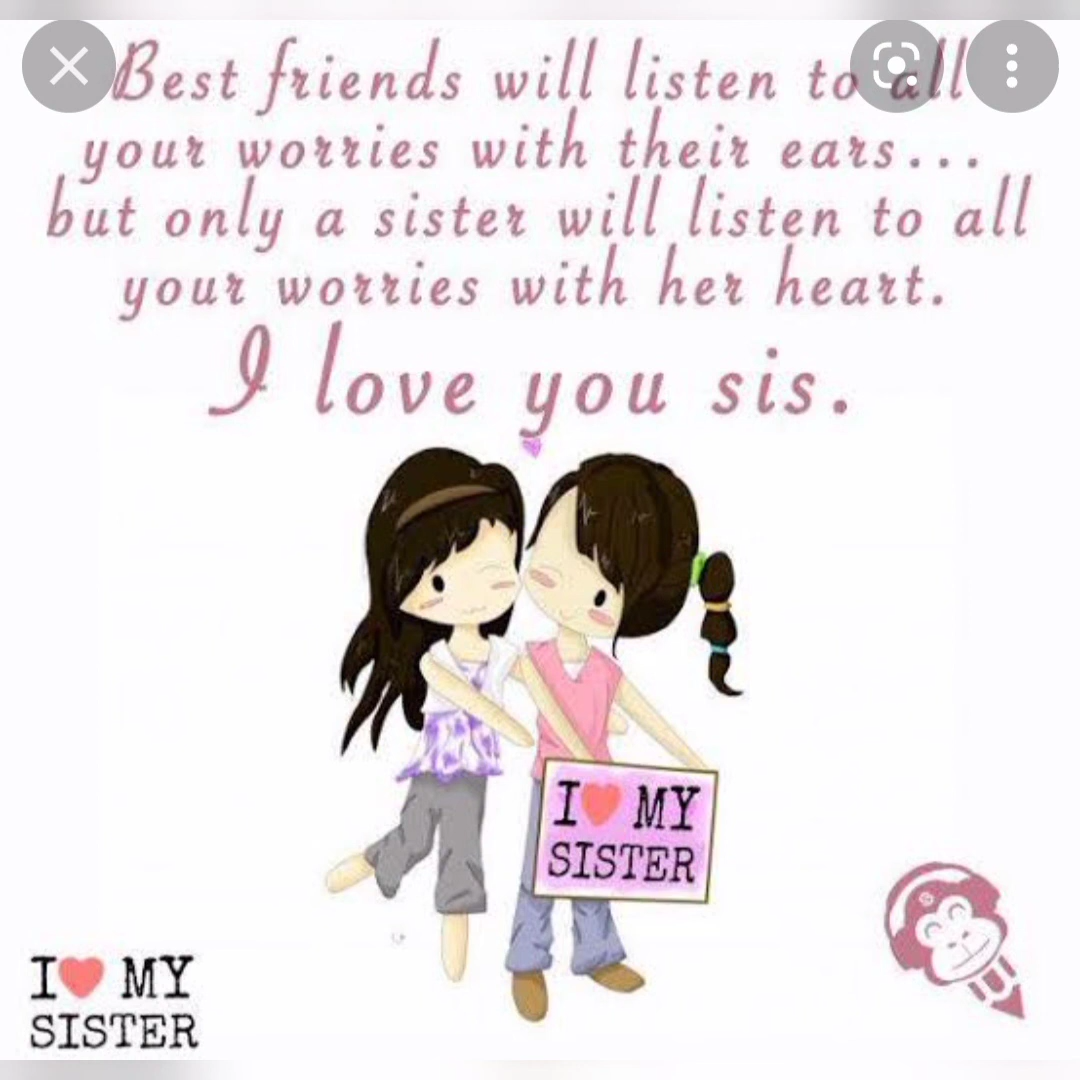 Best friends will listen to all
your worries with their ears...
but only a sister will listen to all
your worries with her heart.
I love you sis.
I❤ MY
SISTER
I❤ MY
SISTER